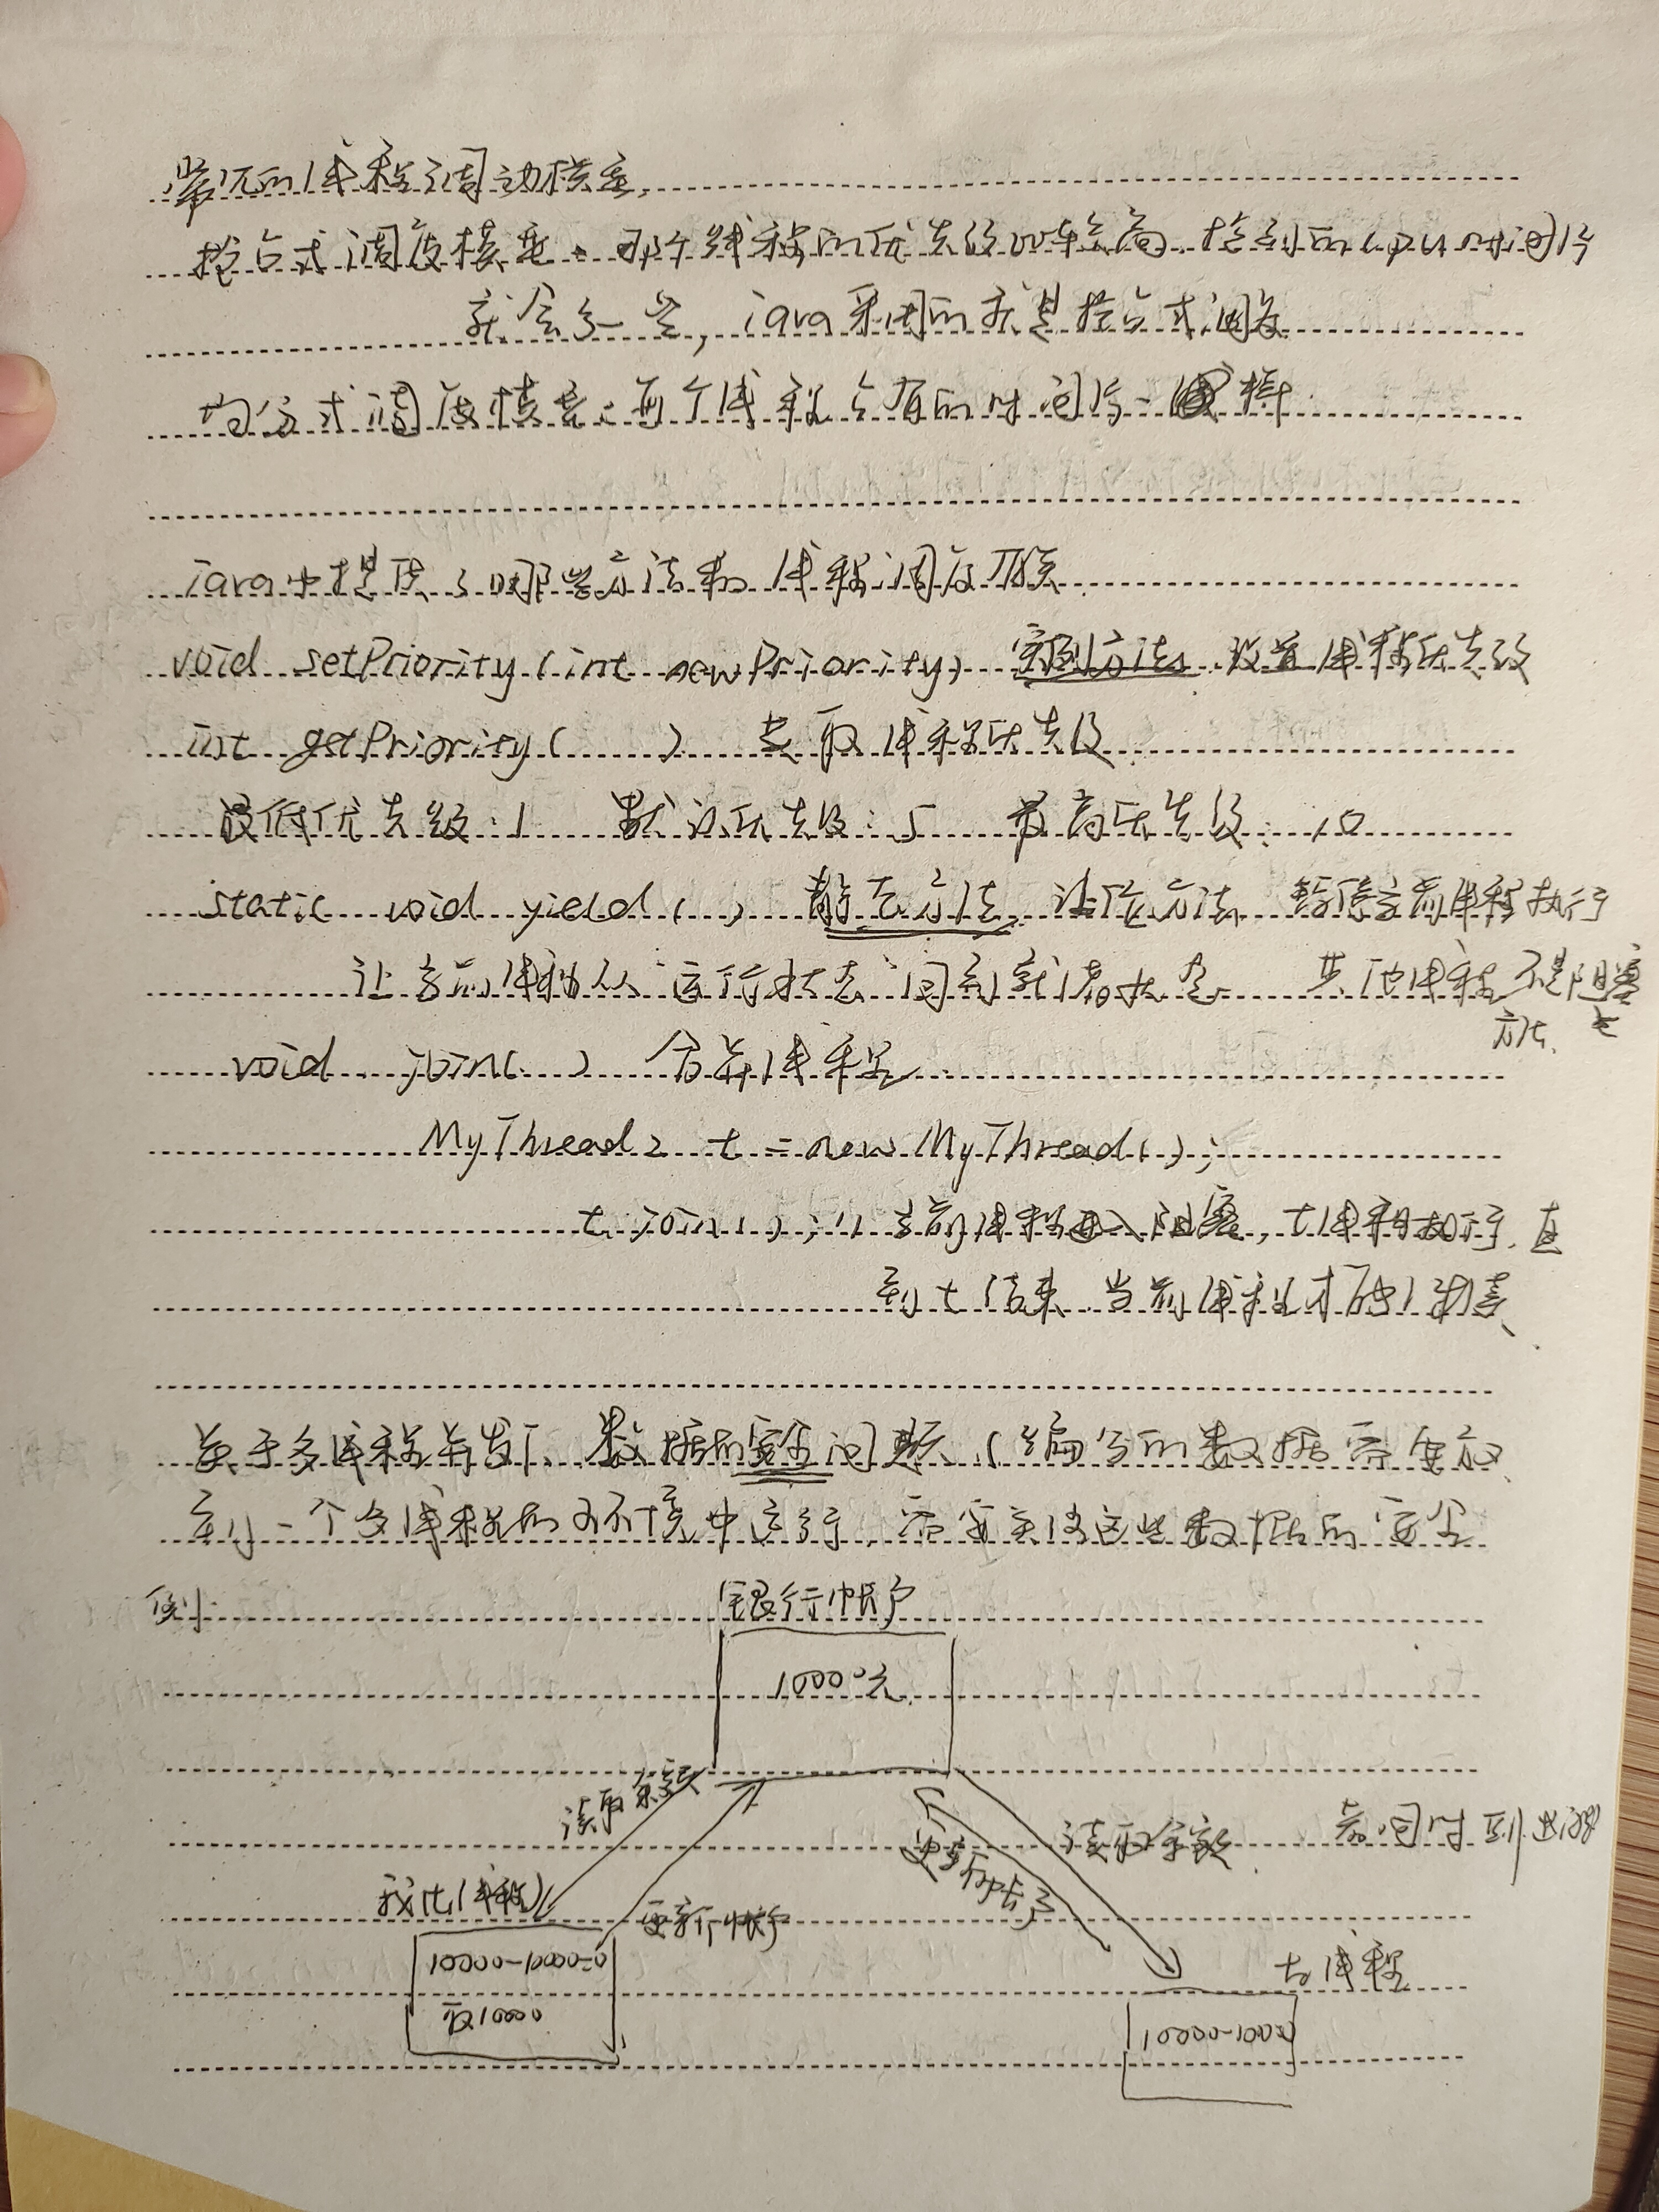 常见的线程调动模型
抢占式调度模型：那个线程的优先级比较高，抢到的cpu时间片
就会多一些，java采用的就是抢占式调度
均分式调度模型：每个线程占有的时间片一样
java中提供了哪些方法和线程调度有关
void setPriority(int newPriority) 实例方法 设置线程优先级
int getPriority( ) 获取线程优先级
最低优先级：1 默认优先级：5 最高优先级：10
static void yield( ) 静态方法 让位方法 暂停当前线程执行
让当前线程从运行状态回到就绪状态 其他线程 不是阻塞
方法
void join( ) 合并线程
MyThread2 t = new MyThread();
t.join(); // 当前线程进入阻塞，t线程执行，直
到t结束 当前线程才可以
关于多线程并发下，数据的安全问题（编写的数据需要放
到一个多线程的环境中运行，需要关注这些数据的安全
例：
银行帐户
10000元
读取余额
更新帐户
读取余额
更新帐户
若同时到
线程
10000-10000=0
取10000
t2线程
10000-1000